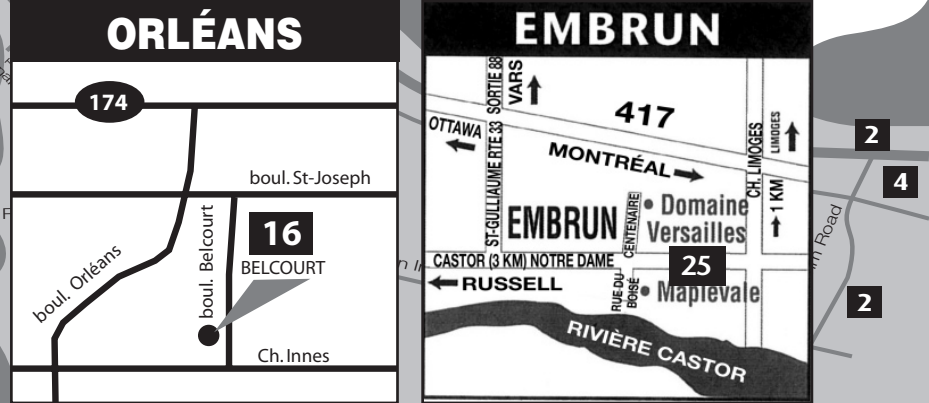 ORLÉANS
174
boul. St-Joseph
boul. Orléans
boul. Belcourt
16
BELCOURT
Ch. Innes
EMBRUN
SORTIE 88
VARS
417
OTTAWA
ST-GULLIAUME RTE 33
MONTRÉAL
CH. LIMOGES
LIMOGES
1 KM
EMBRUN
CENTENAIRE
• Domaine
Versailles
CASTOR (3 KM) NOTRE DAME
25
RUSSELL
RUE DU
BOISÉ
• Maplevale
RIVIÈRE CASTOR
2
4
Road
2